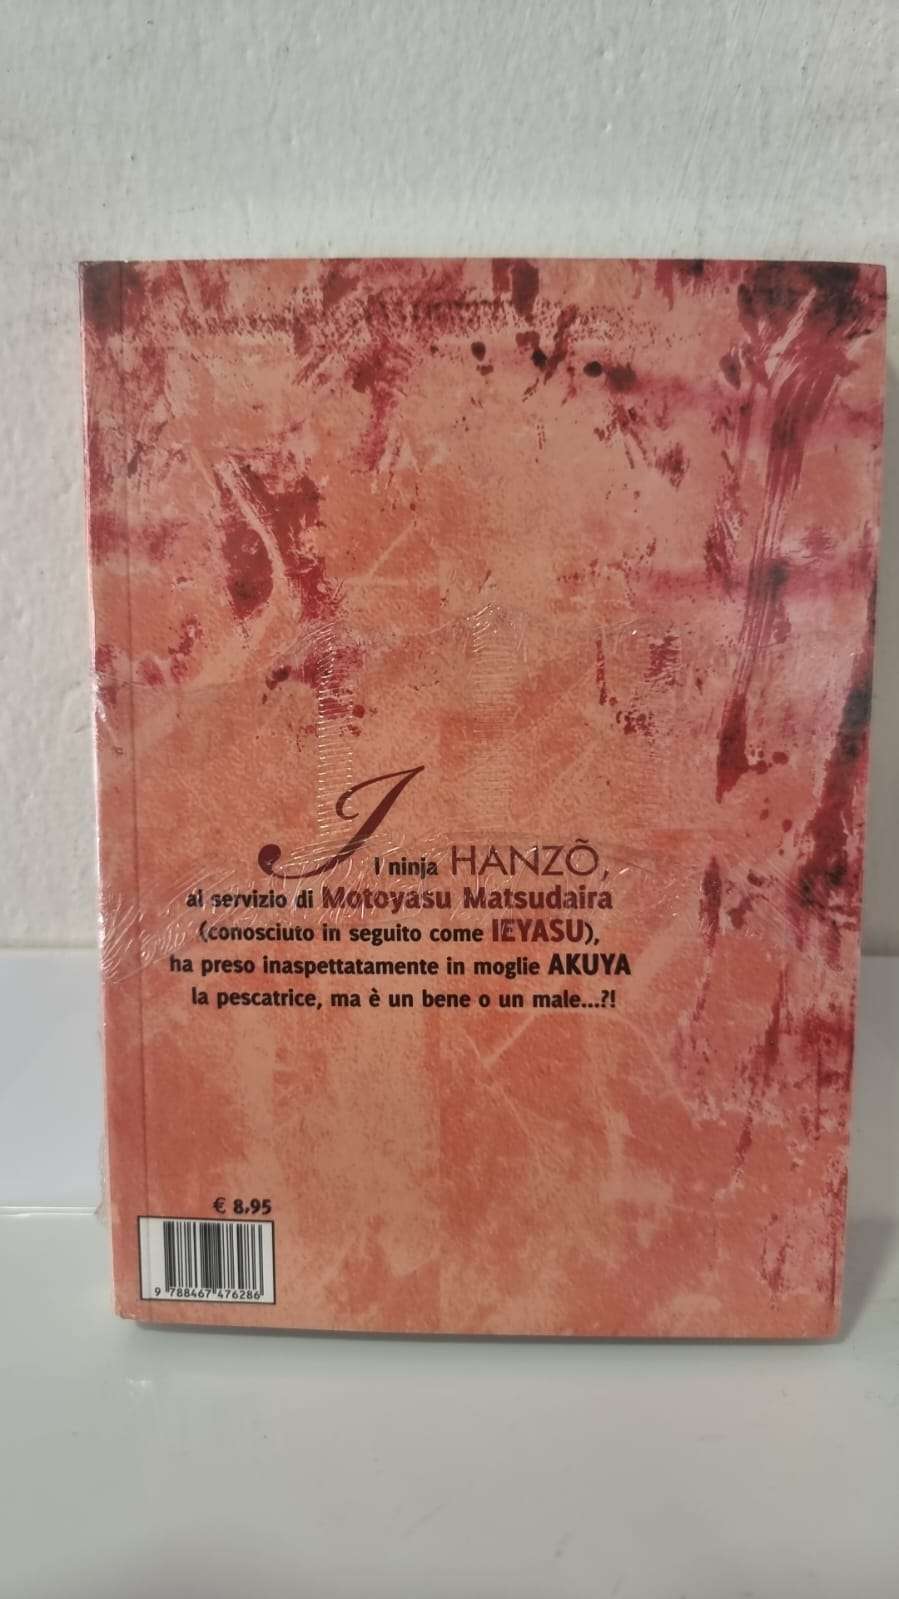 Il ninja HANZÕ,
al servizio di Motoyasu Matsudaira
(conosciuto in seguito come IEYASU),
ha preso inaspettatamente in moglie AKUYA
la pescatrice, ma è un bene o un male...?!
€ 8,95
9 788467 476286